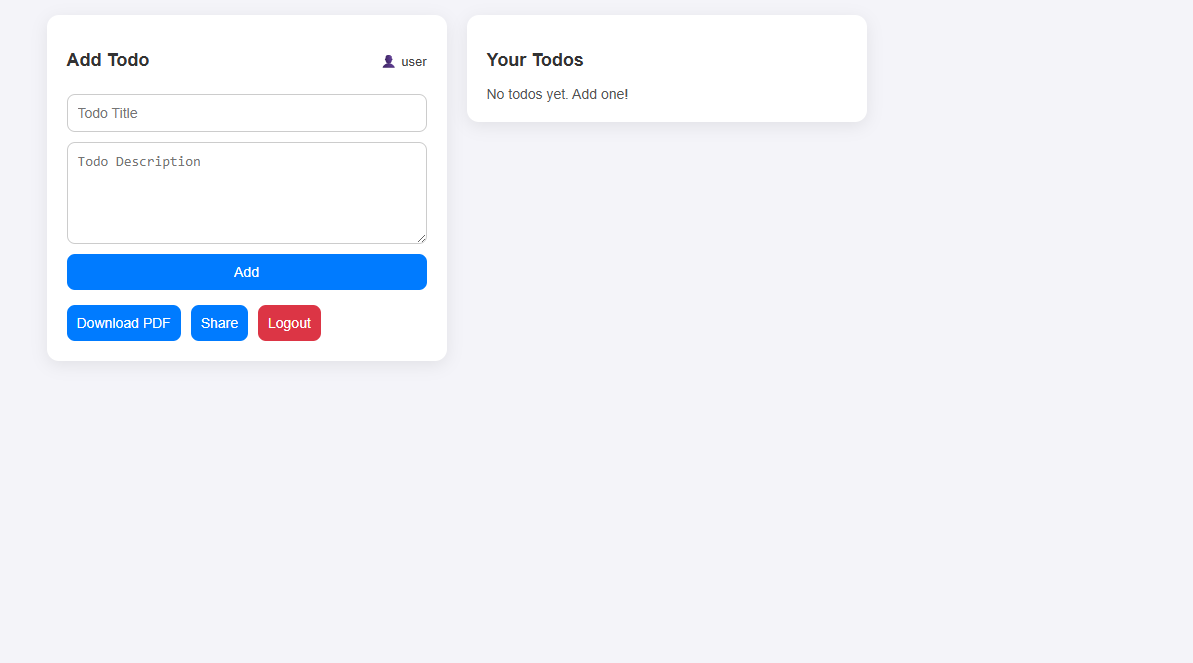 Add Todo
user
Todo Title
Todo Description
Add
Download PDF Share Logout
Your Todos
No todos yet. Add one!